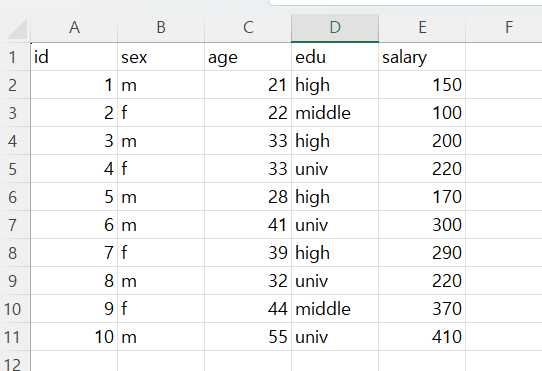 A B C D E F
1 id sex age edu salary
2 1 m 21 high 150
3 2 f 22 middle 100
4 3 m 33 high 200
5 4 f 33 univ 220
6 5 m 28 high 170
7 6 m 41 univ 300
8 7 f 39 high 290
9 8 m 32 univ 220
10 9 f 44 middle 370
11 10 m 55 univ 410
12